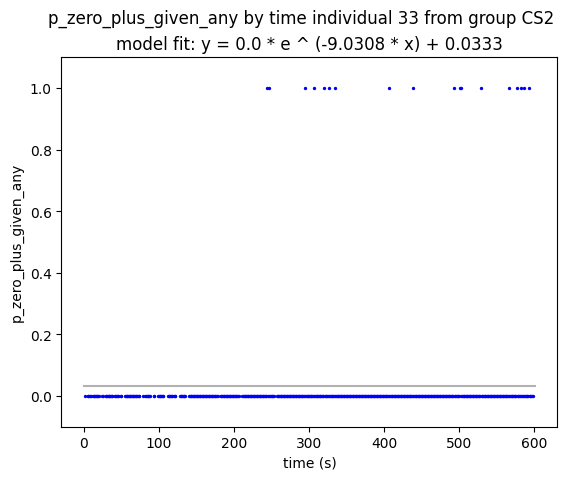 p_zero_plus_given_any by time individual 33 from group CS2
model fit: y = 0.0 * e ^ (-9.0308 * x) + 0.0333
1.0
0.8
0.6
0.4
0.2
0.0
p_zero_plus_given_any
0 100 200 300 400 500 600
time (s)